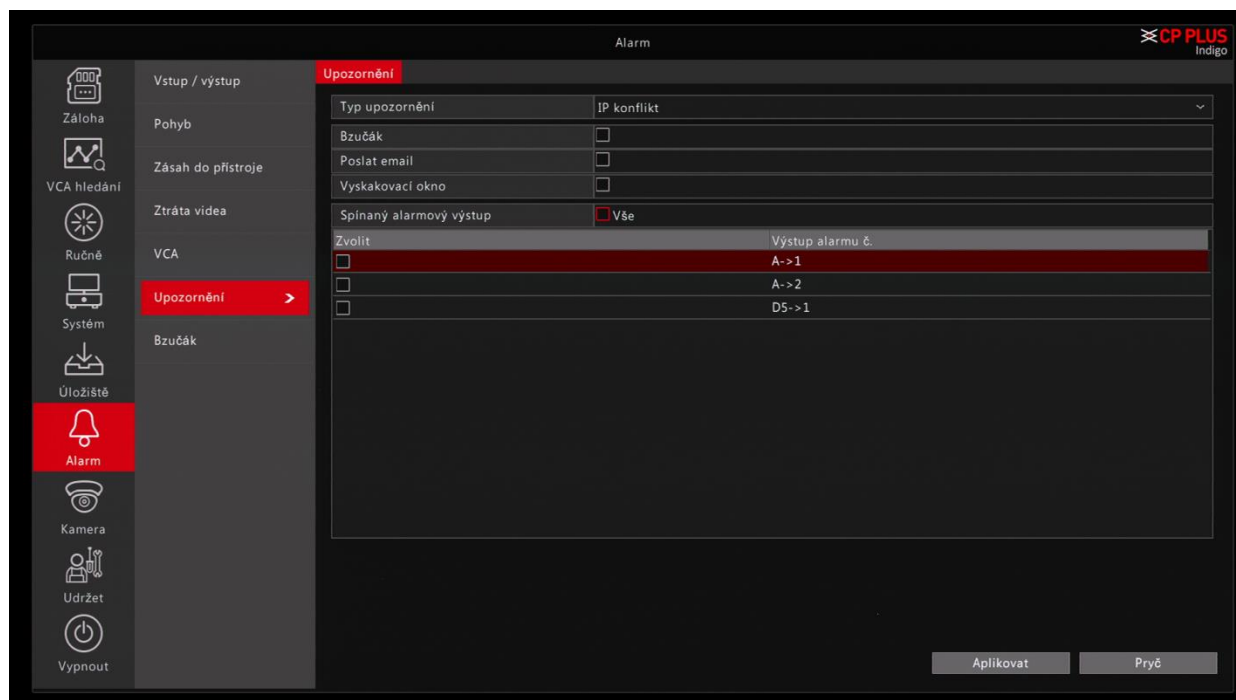 Alarm
CP PLUS
Indigo
Záloha
VCA hledání
Ručně
Systém
Úložiště
Alarm
Kamera
Udržet
Vypnout
Vstup / výstup
Pohyb
Zásah do přístroje
Ztráta videa
VCA
Upozornění
Bzučák
Upozornění
Typ upozornění IP konflikt
Bzučák
Poslat email
Vyskakovací okno
Spínaný alarmový výstup Vše
Zvolit Výstup alarmu č.
A->1
A->2
D5->1
Aplikovat Pryč